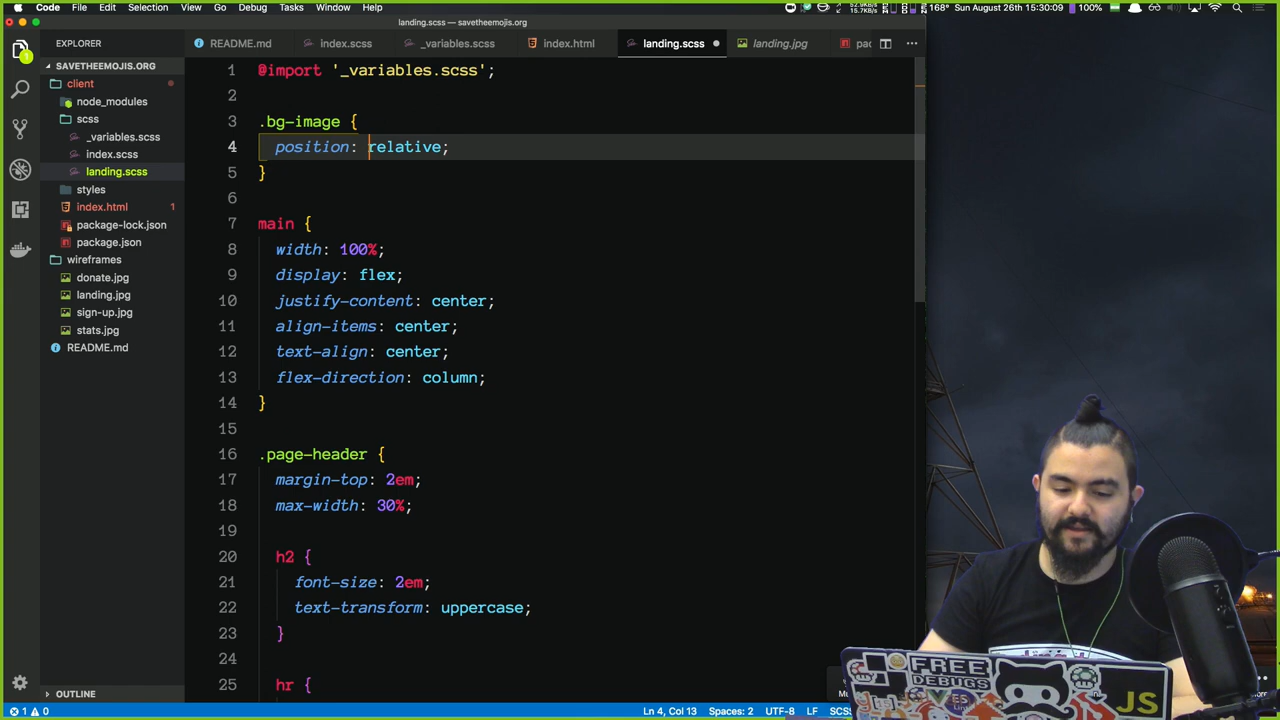 Code File Edit Selection View Go Debug Tasks Window Help
52.9KB/s
15.7KB/s
168° Sun August 26th 15:30:09 100%
landing.scss — savetheemojis.org
EXPLORER
README.md index.scss _variables.scss index.html landing.scss landing.jpg
SAVETHEEMOJIS.ORG
client
node_modules
scss
_variables.scss
index.scss
landing.scss
styles
index.html 1
package-lock.json
package.json
wireframes
donate.jpg
landing.jpg
sign-up.jpg
stats.jpg
README.md
OUTLINE
1 @import '_variables.scss';
2
3 .bg-image {
4 position: relative;
5 }
6
7 main {
8 width: 100%;
9 display: flex;
10 justify-content: center;
11 align-items: center;
12 text-align: center;
13 flex-direction: column;
14 }
15
16 .page-header {
17 margin-top: 2em;
18 max-width: 30%;
19
20 h2 {
21 font-size: 2em;
22 text-transform: uppercase;
23 }
24
25 hr {
1 0 Ln 4, Col 13 Spaces: 2 UTF-8 LF SCSS
FREE
DEBUGS
JS